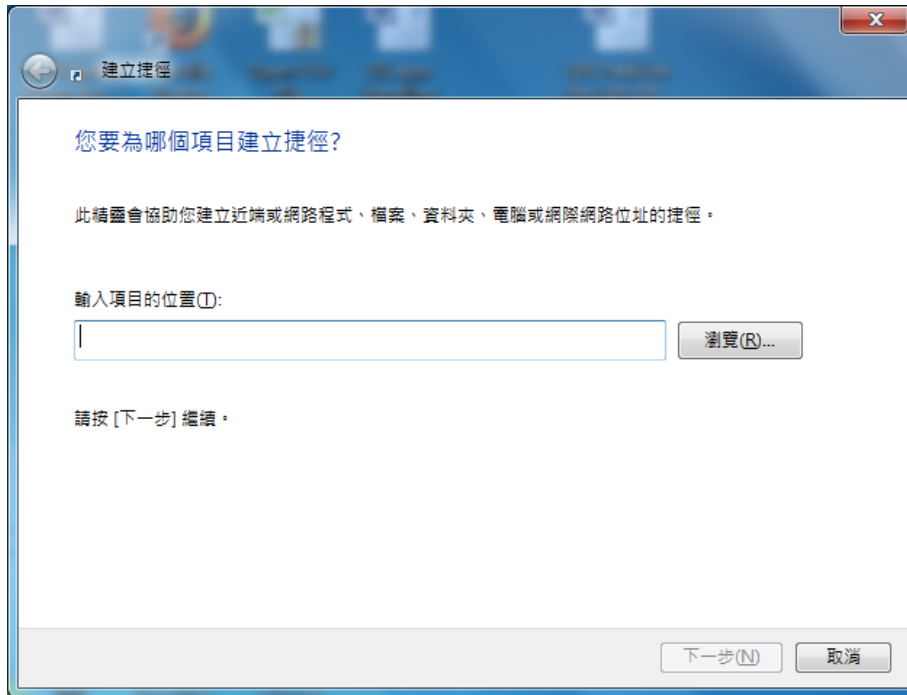 建立捷徑
您要為哪個項目建立捷徑?
此精靈會協助您建立近端或網路程式、檔案、資料夾、電腦或網際網路位址的捷徑。
輸入項目的位置(T):
瀏覽(R)...
請按 [下一步] 繼續。
下一步(N)
取消